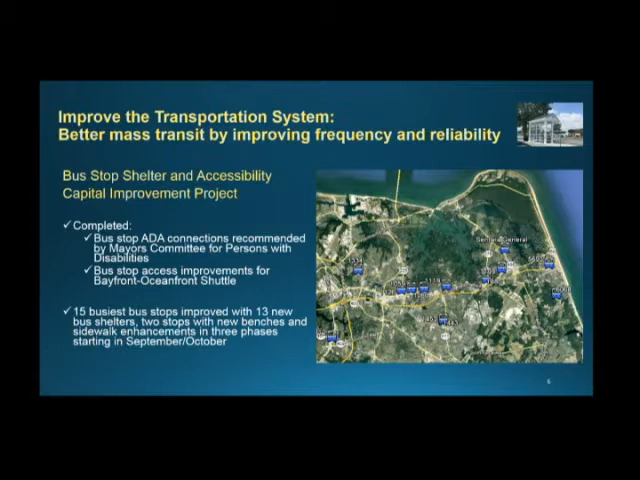 Improve the Transportation System:
Better mass transit by improving frequency and reliability
Bus Stop Shelter and Accessibility
Capital Improvement Project
✓Completed:
✓Bus stop ADA connections recommended
by Mayors Committee for Persons with
Disabilities
✓Bus stop access improvements for
Bayfront-Oceanfront Shuttle
✓15 busiest bus stops improved with 13 new
bus shelters, two stops with new benches and
sidewalk enhancements in three phases
starting in September/October
General
6